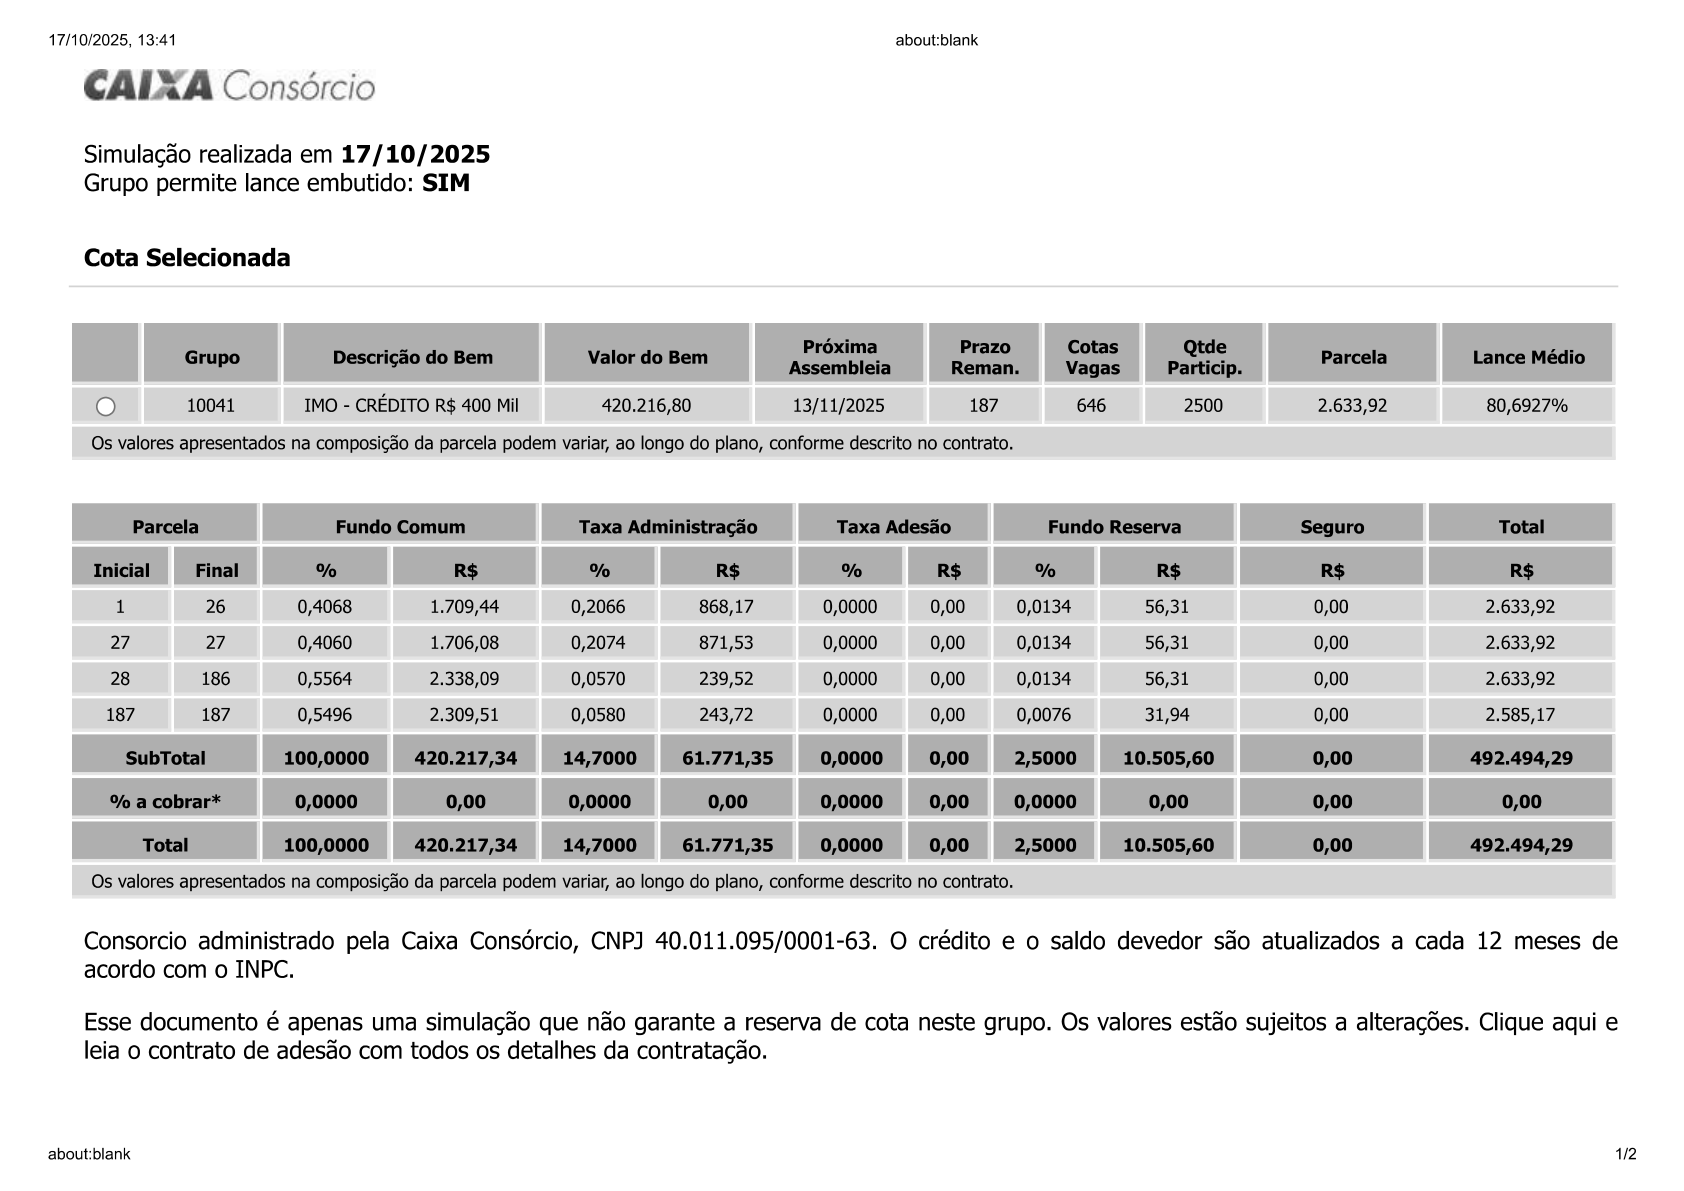 17/10/2025, 13:41 about:blank
CAIXA Consórcio
Simulação realizada em 17/10/2025
Grupo permite lance embutido: SIM
Cota Selecionada
Grupo Descrição do Bem Valor do Bem Próxima Assembleia Prazo Reman. Cotas Vagas Qtde Particip. Parcela Lance Médio
10041 IMO - CRÉDITO R$ 400 Mil 420.216,80 13/11/2025 187 646 2500 2.633,92 80,6927%
Os valores apresentados na composição da parcela podem variar, ao longo do plano, conforme descrito no contrato.
Parcela Fundo Comum Taxa Administração Taxa Adesão Fundo Reserva Seguro Total
Inicial Final % R$ % R$ % R$ % R$ R$ R$
1 26 0,4068 1.709,44 0,2066 868,17 0,0000 0,00 0,0134 56,31 0,00 2.633,92
27 27 0,4060 1.706,08 0,2074 871,53 0,0000 0,00 0,0134 56,31 0,00 2.633,92
28 186 0,5564 2.338,09 0,0570 239,52 0,0000 0,00 0,0134 56,31 0,00 2.633,92
187 187 0,5496 2.309,51 0,0580 243,72 0,0000 0,00 0,0076 31,94 0,00 2.585,17
SubTotal 100,0000 420.217,34 14,7000 61.771,35 0,0000 0,00 2,5000 10.505,60 0,00 492.494,29
% a cobrar* 0,0000 0,00 0,0000 0,00 0,0000 0,00 0,0000 0,00 0,00 0,00
Total 100,0000 420.217,34 14,7000 61.771,35 0,0000 0,00 2,5000 10.505,60 0,00 492.494,29
Os valores apresentados na composição da parcela podem variar, ao longo do plano, conforme descrito no contrato.
Consorcio administrado pela Caixa Consórcio, CNPJ 40.011.095/0001-63. O crédito e o saldo devedor são atualizados a cada 12 meses de
acordo com o INPC.
Esse documento é apenas uma simulação que não garante a reserva de cota neste grupo. Os valores estão sujeitos a alterações. Clique aqui e
leia o contrato de adesão com todos os detalhes da contratação.
about:blank 1/2